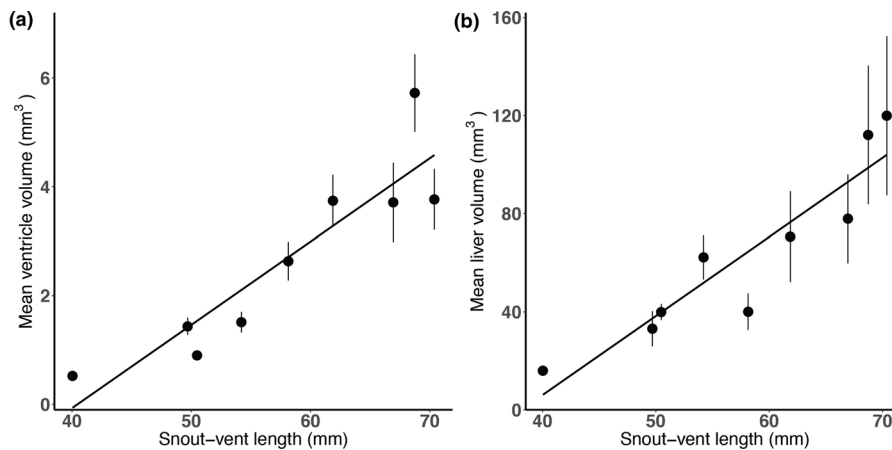 (a)
Mean ventricle volume (mm³)
6
4
2
0
40 50 60 70
Snout–vent length (mm)
(b)
Mean liver volume (mm³)
160
120
80
40
0
40 50 60 70
Snout–vent length (mm)